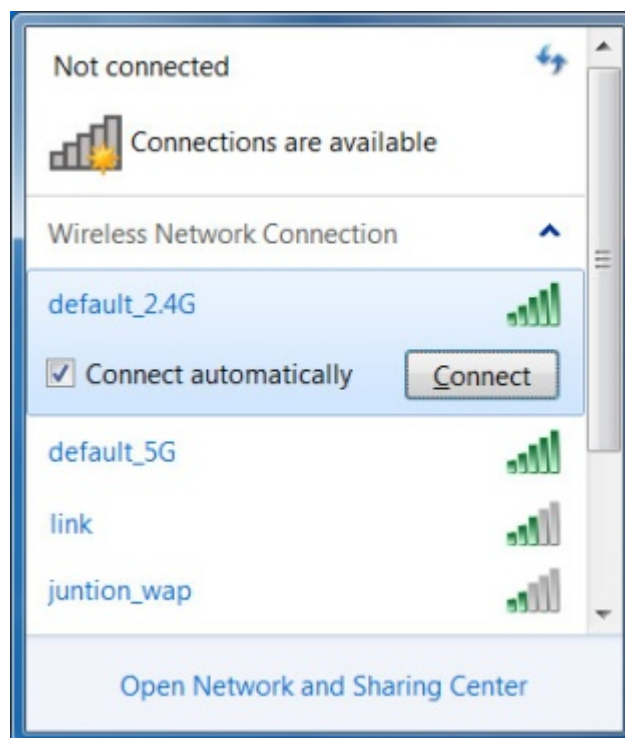 Not connected
Connections are available
Wireless Network Connection
default_2.4G
Connect automatically
Connect
default_5G
link
juntion_wap
Open Network and Sharing Center